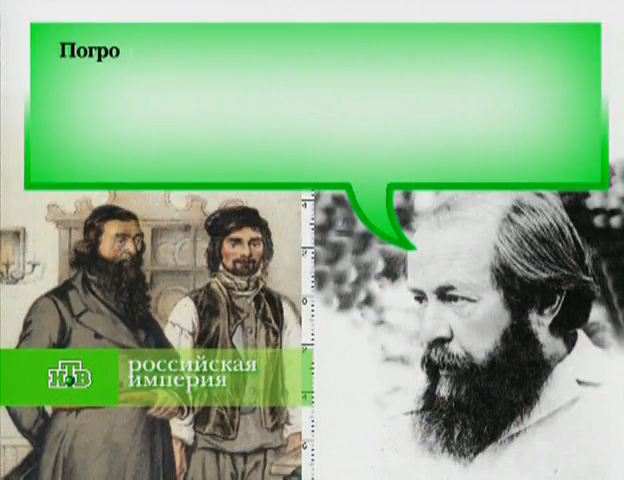 Погро
НТВ
российская
империя